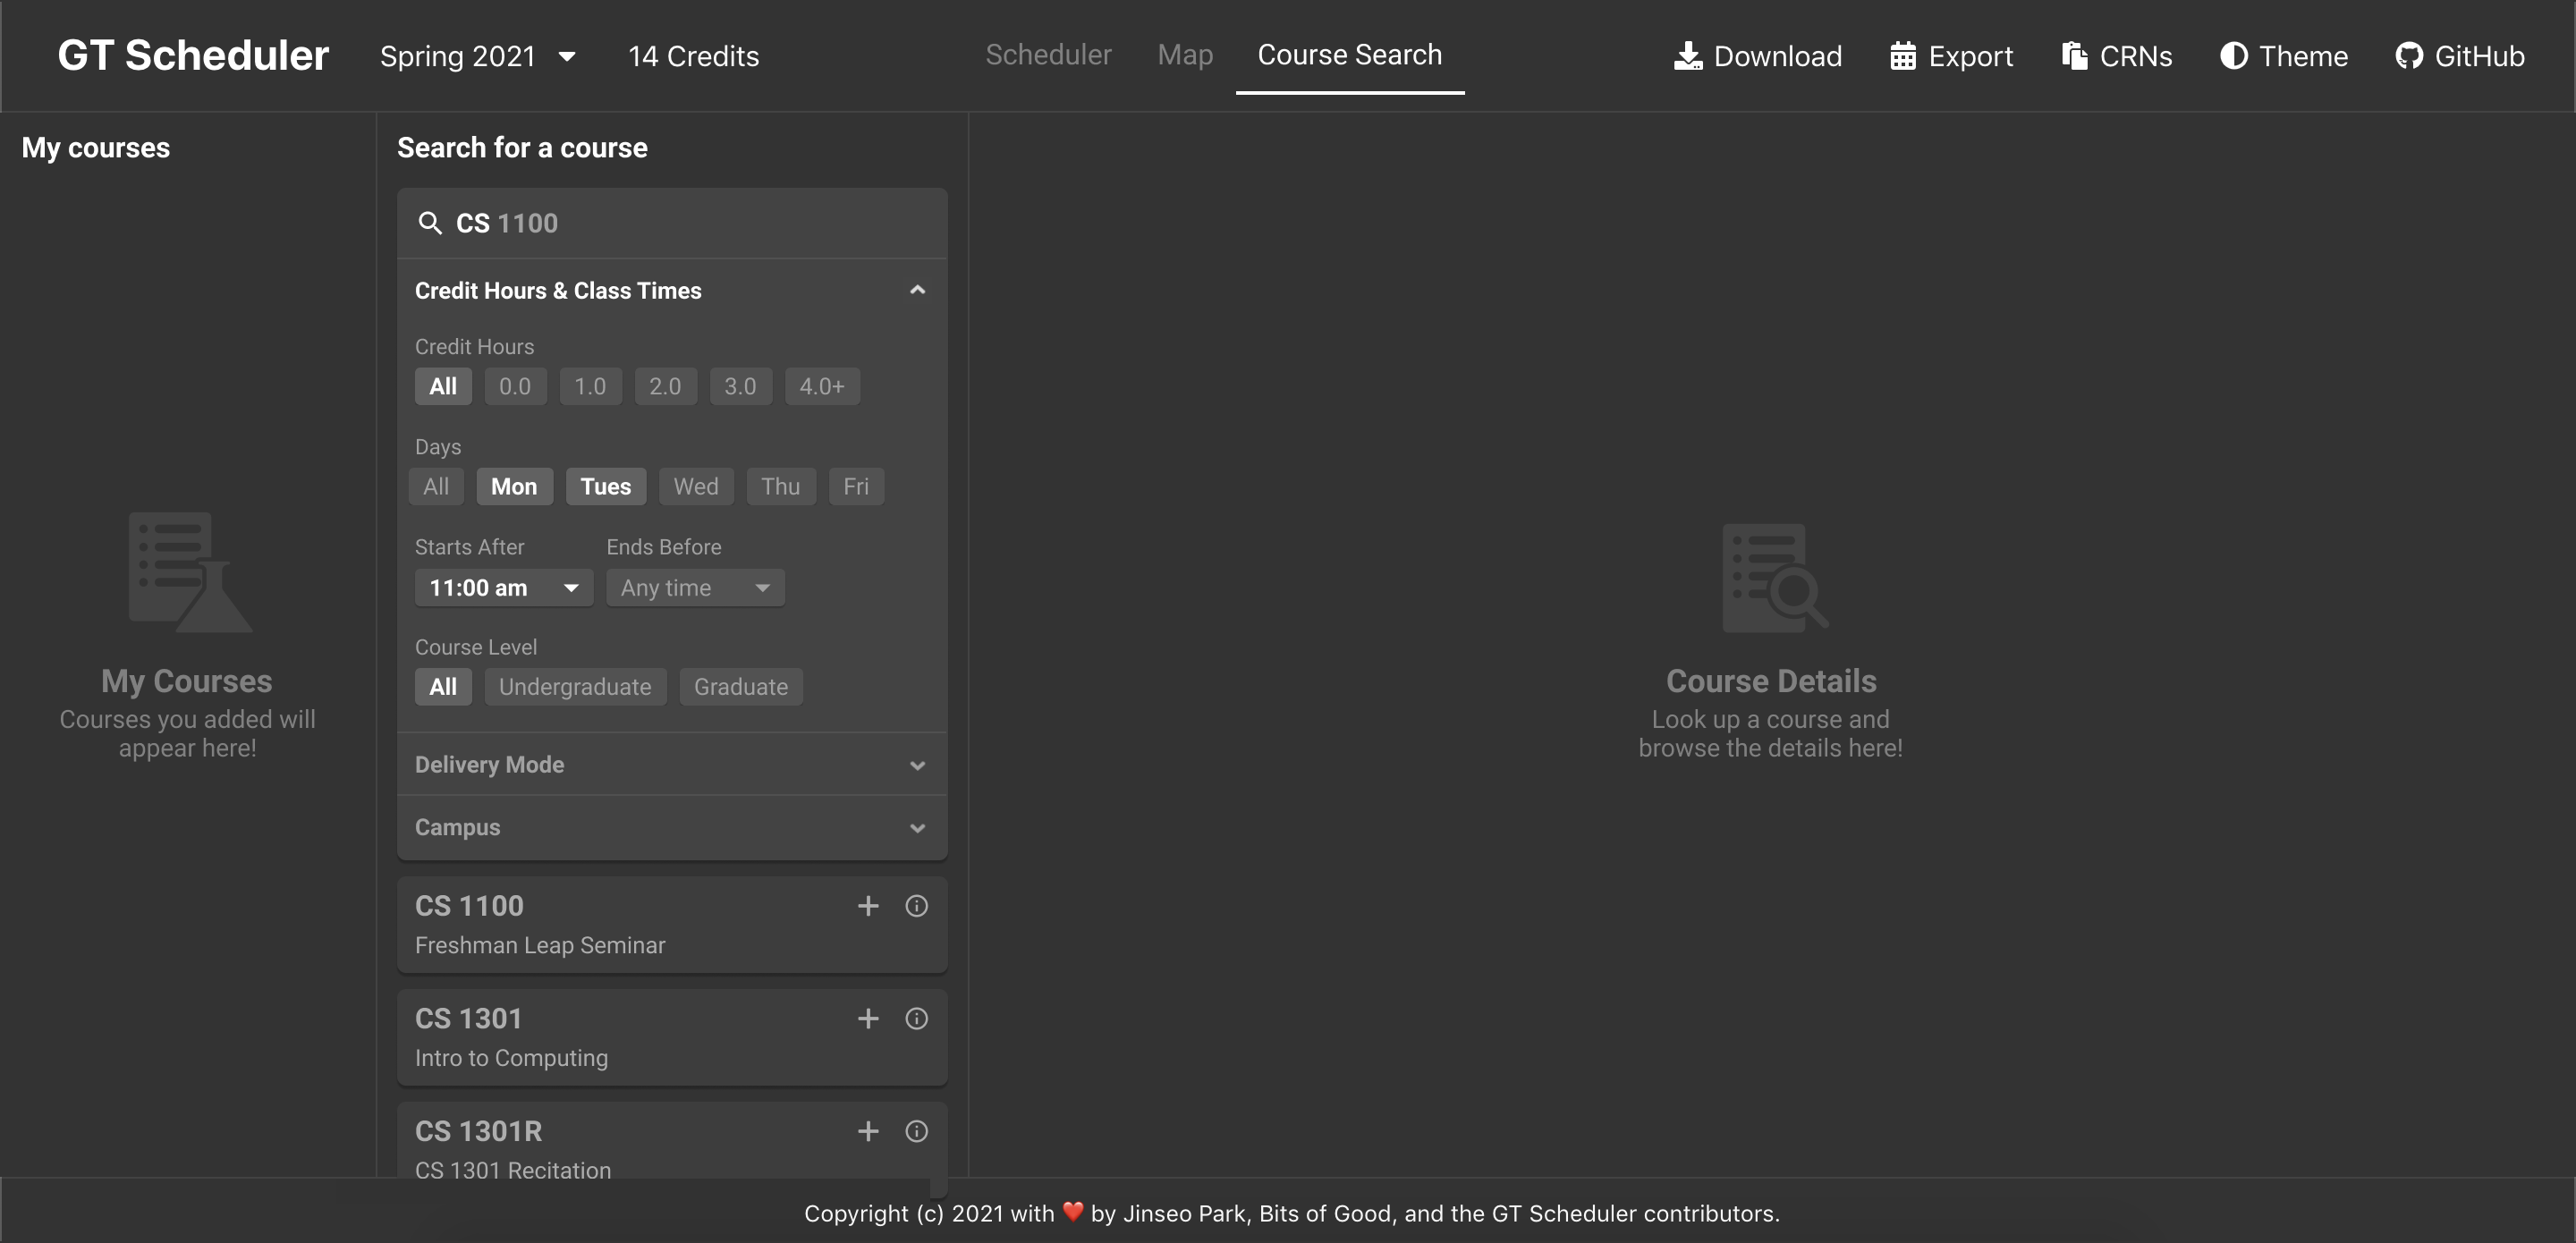 GT Scheduler Spring 2021 14 Credits Scheduler Map Course Search Download Export CRNs Theme GitHub
My courses
My Courses
Courses you added will
appear here!
Search for a course
CS 1100
Credit Hours & Class Times
Credit Hours
All 0.0 1.0 2.0 3.0 4.0+
Days
All Mon Tues Wed Thu Fri
Starts After Ends Before
11:00 am Any time
Course Level
All Undergraduate Graduate
Delivery Mode
Campus
CS 1100
Freshman Leap Seminar
CS 1301
Intro to Computing
CS 1301R
CS 1301 Recitation
Course Details
Look up a course and
browse the details here!
Copyright (c) 2021 with ❤️ by Jinseo Park, Bits of Good, and the GT Scheduler contributors.